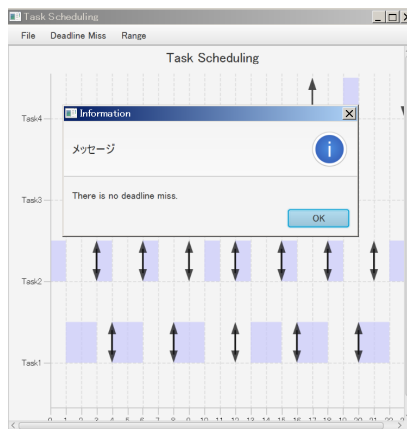 Task Scheduling
File Deadline Miss Range
Task Scheduling
Task4
Information
メッセージ
There is no deadline miss.
OK
Task3
Task2
Task1
0 1 2 3 4 5 6 7 8 9 10 11 12 13 14 15 16 17 18 19 20 21 22